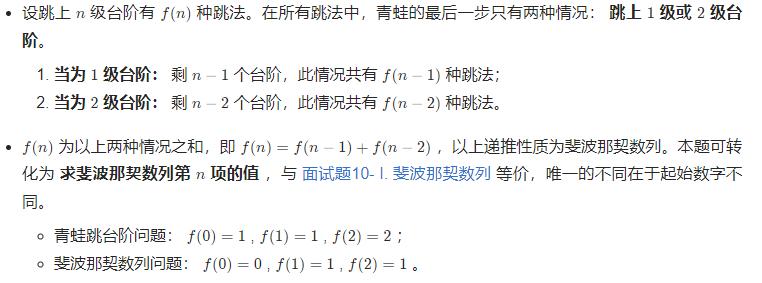 设跳上 n 级台阶有 f(n) 种跳法。在所有跳法中，青蛙的最后一步只有两种情况： 跳上 1 级或 2 级台
阶。
1. 当为 1 级台阶： 剩 n − 1 个台阶，此情况共有 f(n − 1) 种跳法；
2. 当为 2 级台阶： 剩 n − 2 个台阶，此情况共有 f(n − 2) 种跳法。
f(n) 为以上两种情况之和，即 f(n) = f(n − 1) + f(n − 2) ，以上递推性质为斐波那契数列。本题可转
化为 求斐波那契数列第 n 项的值 ，与 面试题10- I. 斐波那契数列 等价，唯一的不同在于起始数字不
同。
青蛙跳台阶问题： f(0) = 1 , f(1) = 1 , f(2) = 2 ；
斐波那契数列问题： f(0) = 0 , f(1) = 1 , f(2) = 1 。